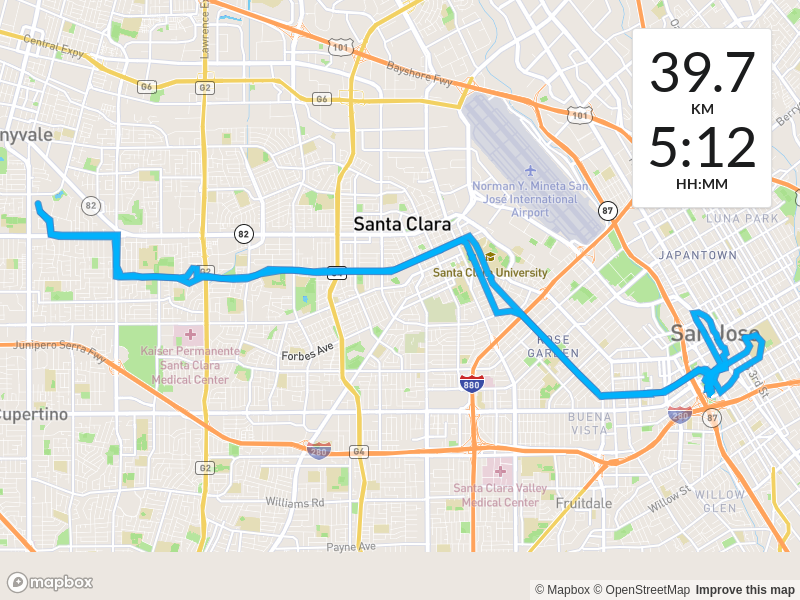 Central Expy
Lawrence E
101
Bayshore Fwy
G6
G2
G6
101
Berry
nyvale
39.7
KM
5:12
HH:MM
Norman Y. Mineta San
José International
Airport
82
87
82
Santa Clara
LUNA PARK
JAPANTOWN
Santa Clara University
G2
G4
San Jose
ROSE
GARDEN
Junipero Serra Fwy
Kaiser Permanente
Santa Clara
Medical Center
Forbes Ave
3rd St
880
Cupertino
BUENA
VISTA
280
87
280
G4
G2
Santa Clara Valley
Medical Center
Williams Rd
Fruitdale
Willow St
WILLOW
GLEN
Payne Ave
mapbox
© Mapbox © OpenStreetMap Improve this map